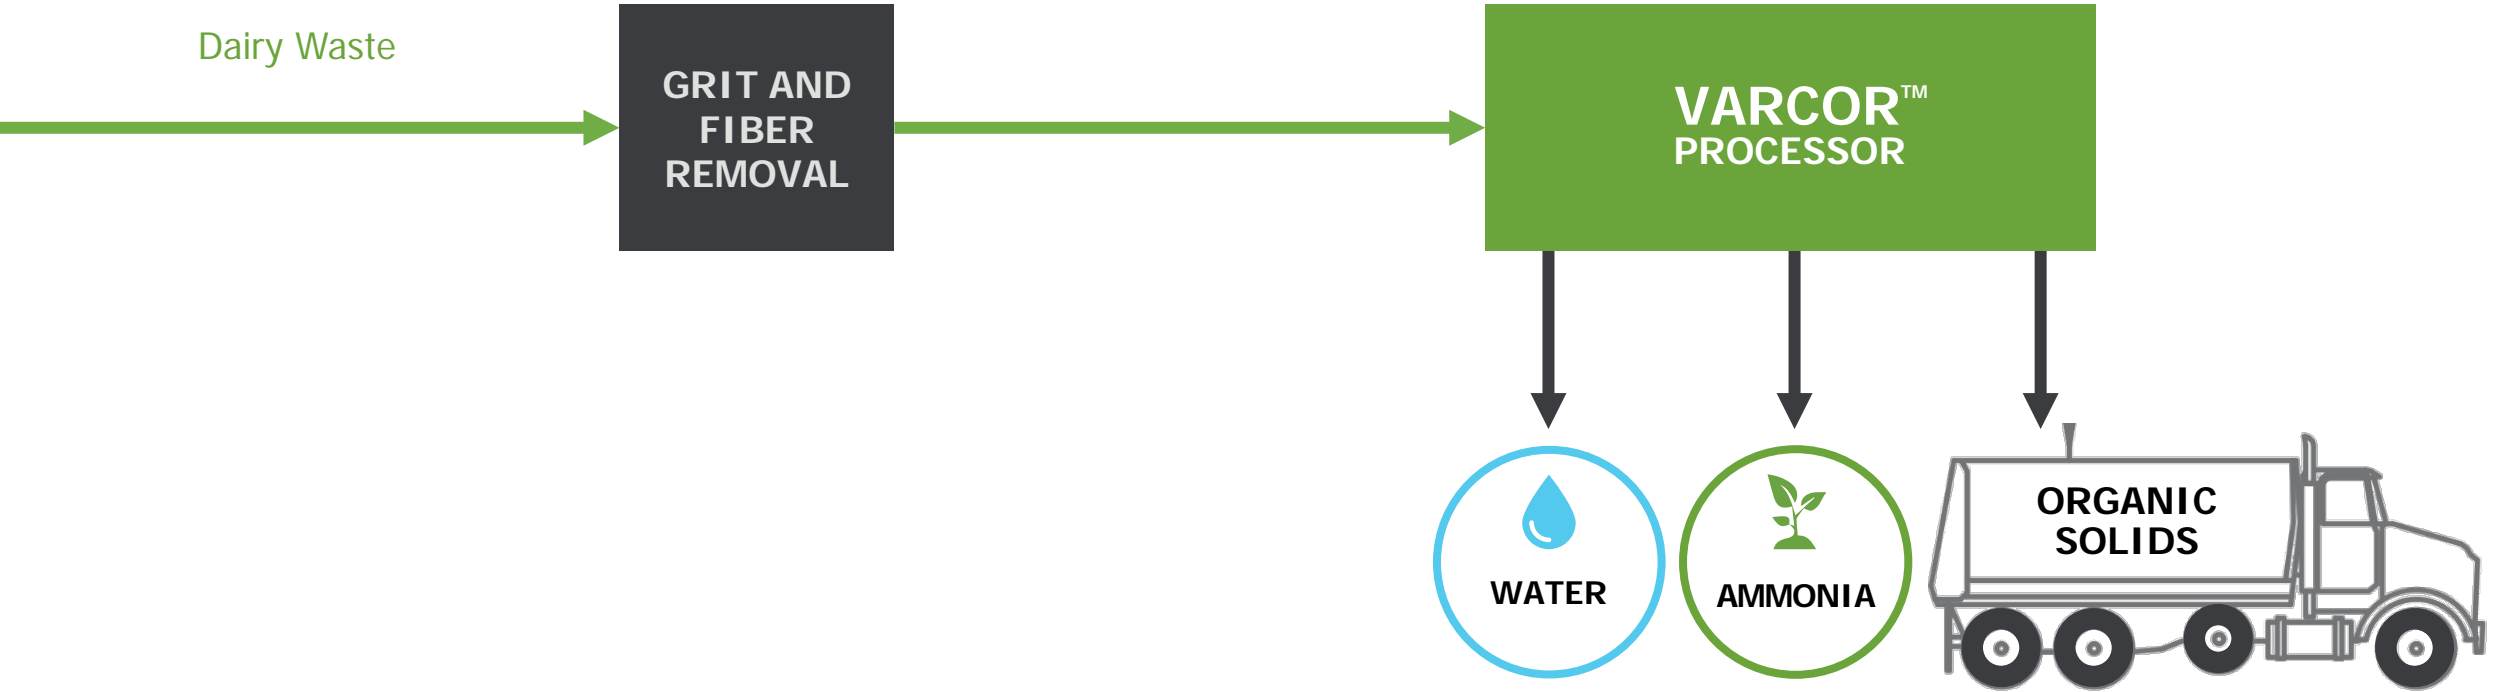 Dairy Waste
GRIT AND
FIBER
REMOVAL
VARCOR™
PROCESSOR
WATER
AMMONIA
ORGANIC
SOLIDS